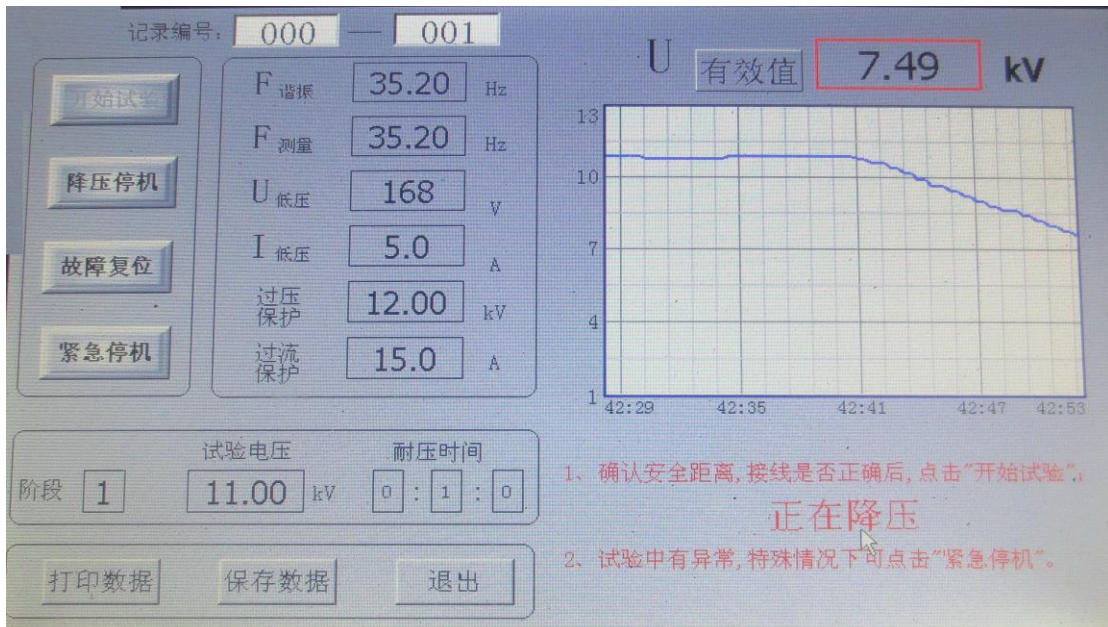 记录编号： 000 — 001
开始试验
降压停机
故障复位
紧急停机
F 谐振 35.20 Hz
F 测量 35.20 Hz
U 低压 168 V
I 低压 5.0 A
过压
保护 12.00 kV
过流
保护 15.0 A
U 有效值 7.49 kV
13
10
7
4
1
42:29 42:35 42:41 42:47 42:53
试验电压 耐压时间
阶段 1 11.00 kV 0 : 1 : 0
打印数据 保存数据 退出
1、确认安全距离,接线是否正确后,点击"开始试验";
正在降压
2、试验中有异常,特殊情况下可点击"紧急停机"。